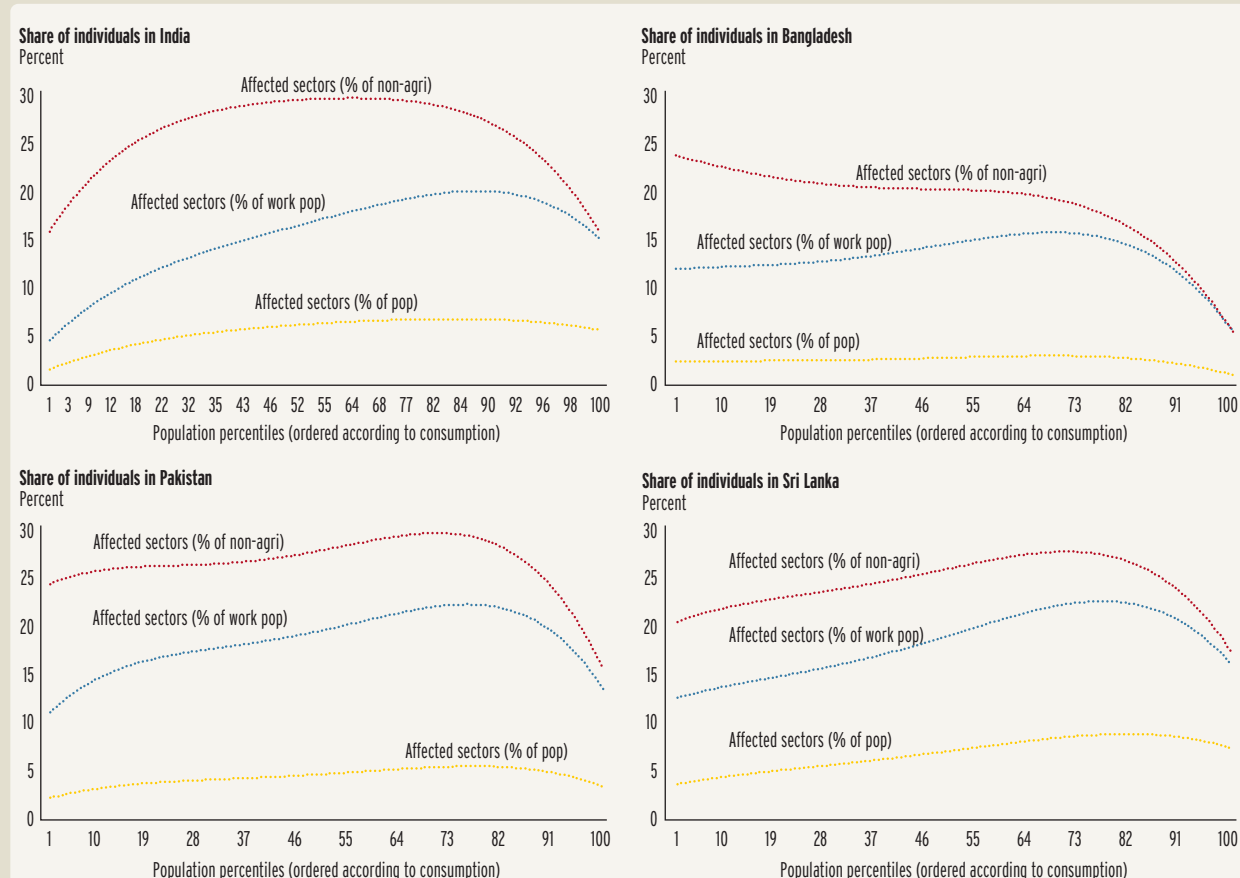 Share of individuals in India
Percent
Affected sectors (% of non-agri)
30
25
20
15
10
5
0
Affected sectors (% of work pop)
Affected sectors (% of pop)
1 3 9 12 18 22 32 35 43 46 52 55 64 68 77 82 84 90 92 96 98 100
Population percentiles (ordered according to consumption)
Share of individuals in Bangladesh
Percent
30
25
20
15
10
5
0
Affected sectors (% of non-agri)
Affected sectors (% of work pop)
Affected sectors (% of pop)
1 10 19 28 37 46 55 64 73 82 91 100
Population percentiles (ordered according to consumption)
Share of individuals in Pakistan
Percent
30
25
20
15
10
5
0
Affected sectors (% of non-agri)
Affected sectors (% of work pop)
Affected sectors (% of pop)
1 10 19 28 37 46 55 64 73 82 91 100
Population percentiles (ordered according to consumption)
Share of individuals in Sri Lanka
Percent
30
25
20
15
10
5
0
Affected sectors (% of non-agri)
Affected sectors (% of work pop)
Affected sectors (% of pop)
1 10 19 28 37 46 55 64 73 82 91 100
Population percentiles (ordered according to consumption)